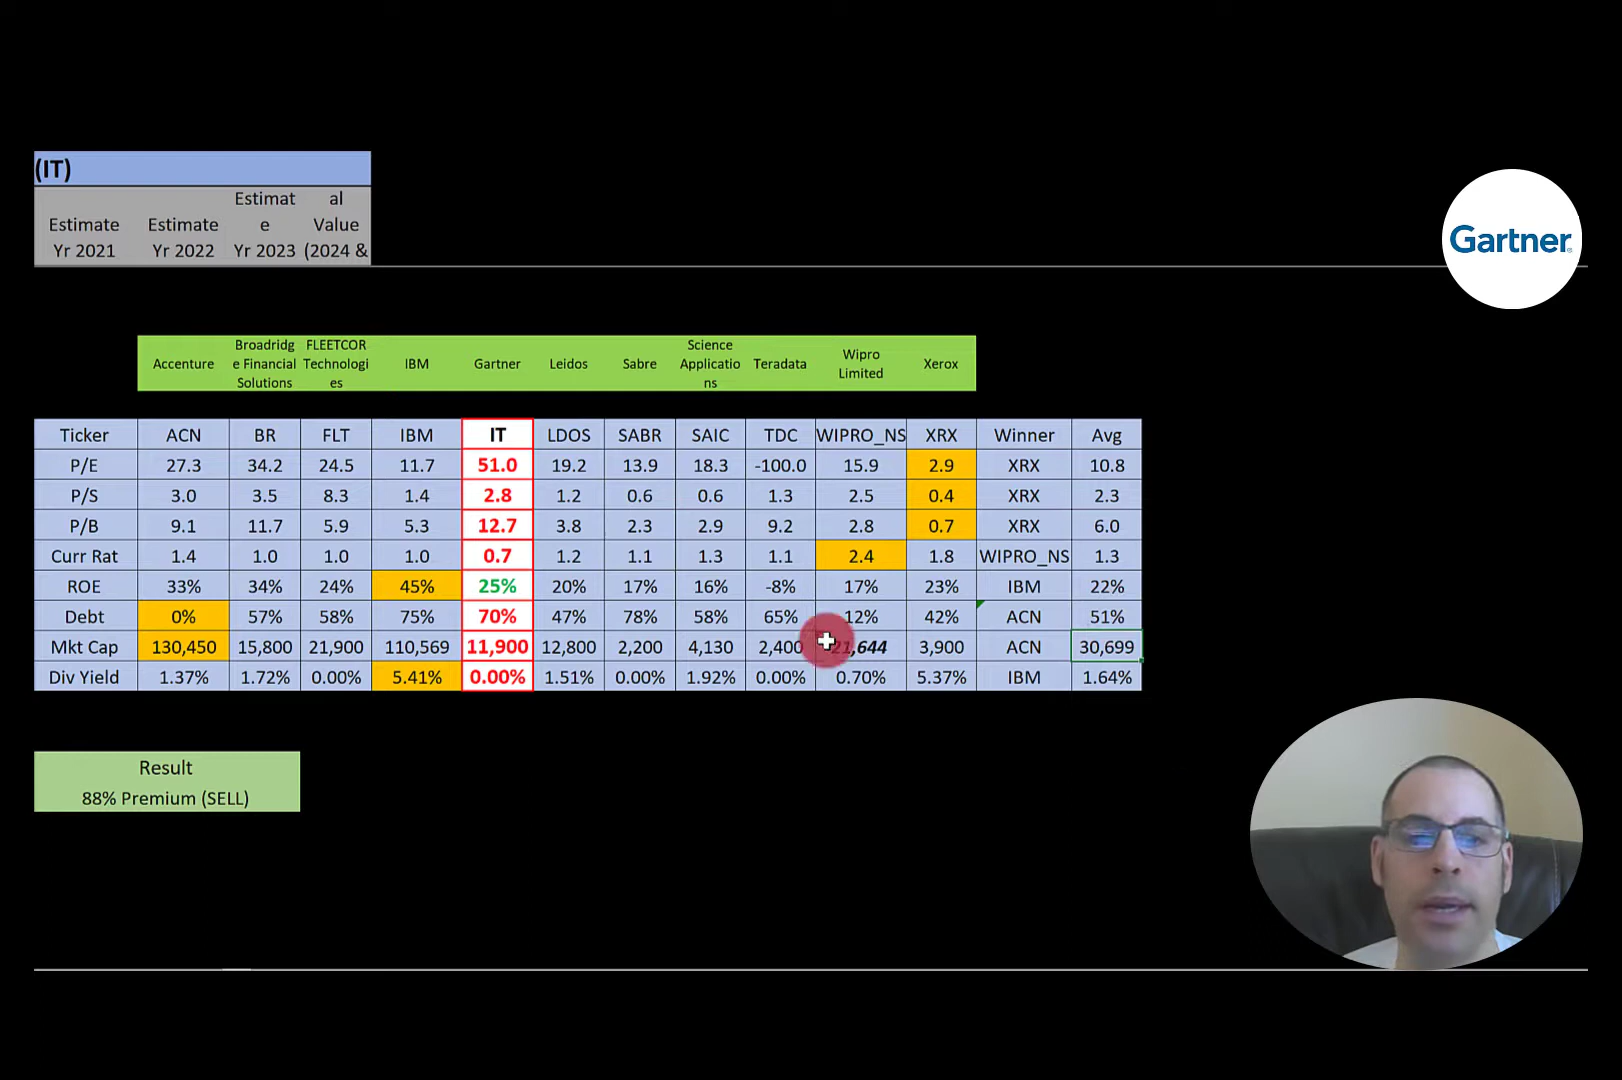 (IT)
Estimate
Yr 2021
Estimate
Yr 2022
Estimat
e
Yr 2023
al
Value
(2024 &
Gartner
Accenture
Broadridg
e Financial
Solutions
FLEETCOR
Technologi
es
IBM
Gartner
Leidos
Sabre
Science
Applicatio
ns
Teradata
Wipro
Limited
Xerox
Ticker ACN BR FLT IBM IT LDOS SABR SAIC TDC WIPRO_NS XRX Winner Avg
P/E 27.3 34.2 24.5 11.7 51.0 19.2 13.9 18.3 -100.0 15.9 2.9 XRX 10.8
P/S 3.0 3.5 8.3 1.4 2.8 1.2 0.6 0.6 1.3 2.5 0.4 XRX 2.3
P/B 9.1 11.7 5.9 5.3 12.7 3.8 2.3 2.9 9.2 2.8 0.7 XRX 6.0
Curr Rat 1.4 1.0 1.0 1.0 0.7 1.2 1.1 1.3 1.1 2.4 1.8 WIPRO_NS 1.3
ROE 33% 34% 24% 45% 25% 20% 17% 16% -8% 17% 23% IBM 22%
Debt 0% 57% 58% 75% 70% 47% 78% 58% 65% 12% 42% ACN 51%
Mkt Cap 130,450 15,800 21,900 110,569 11,900 12,800 2,200 4,130 2,400 21,644 3,900 ACN 30,699
Div Yield 1.37% 1.72% 0.00% 5.41% 0.00% 1.51% 0.00% 1.92% 0.00% 0.70% 5.37% IBM 1.64%
Result
88% Premium (SELL)